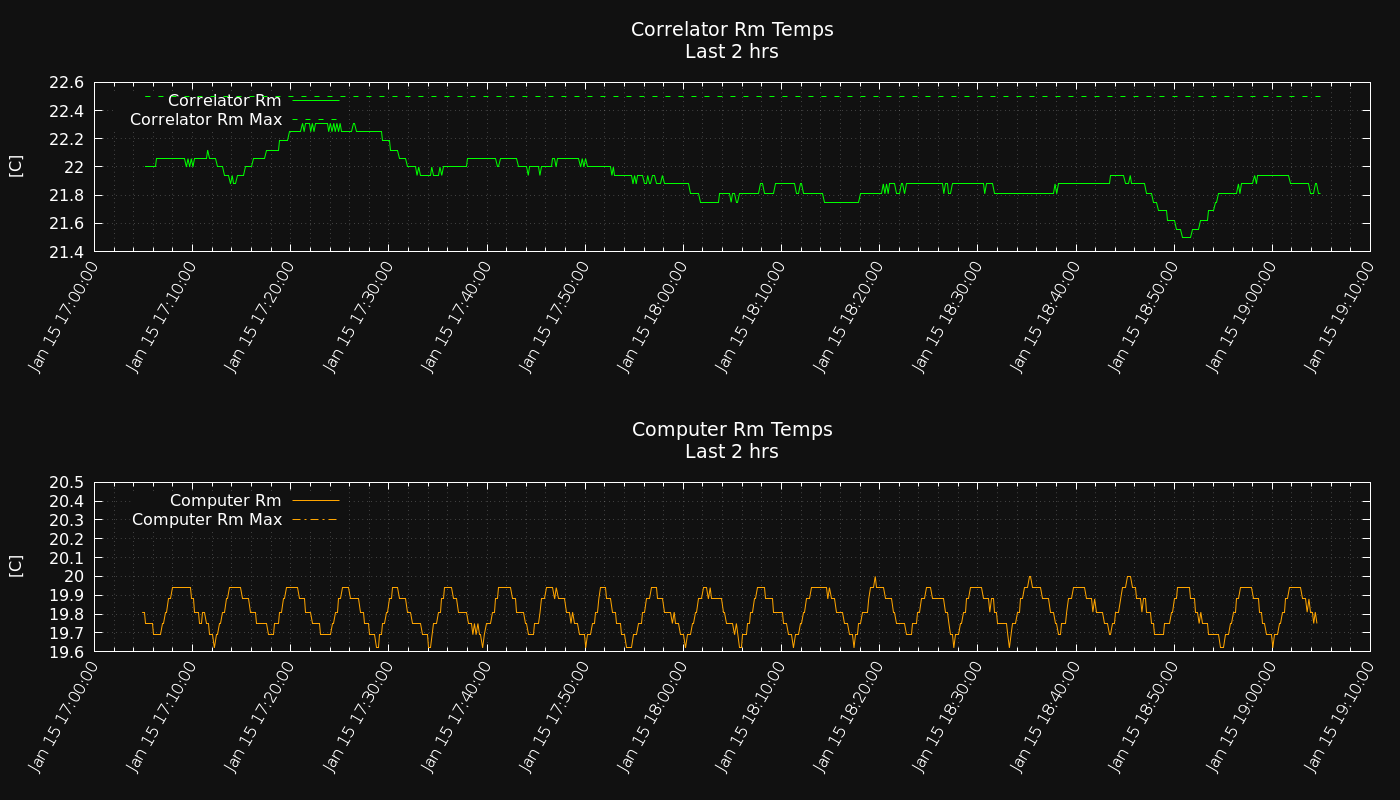 Correlator Rm Temps
Last 2 hrs
22.6
22.4
22.2
22
21.8
21.6
21.4
[C]
Correlator Rm
Correlator Rm Max
Jan 15 17:00:00
Jan 15 17:10:00
Jan 15 17:20:00
Jan 15 17:30:00
Jan 15 17:40:00
Jan 15 17:50:00
Jan 15 18:00:00
Jan 15 18:10:00
Jan 15 18:20:00
Jan 15 18:30:00
Jan 15 18:40:00
Jan 15 18:50:00
Jan 15 19:00:00
Jan 15 19:10:00
Computer Rm Temps
Last 2 hrs
20.5
20.4
20.3
20.2
20.1
20
19.9
19.8
19.7
19.6
[C]
Computer Rm
Computer Rm Max
Jan 15 17:00:00
Jan 15 17:10:00
Jan 15 17:20:00
Jan 15 17:30:00
Jan 15 17:40:00
Jan 15 17:50:00
Jan 15 18:00:00
Jan 15 18:10:00
Jan 15 18:20:00
Jan 15 18:30:00
Jan 15 18:40:00
Jan 15 18:50:00
Jan 15 19:00:00
Jan 15 19:10:00